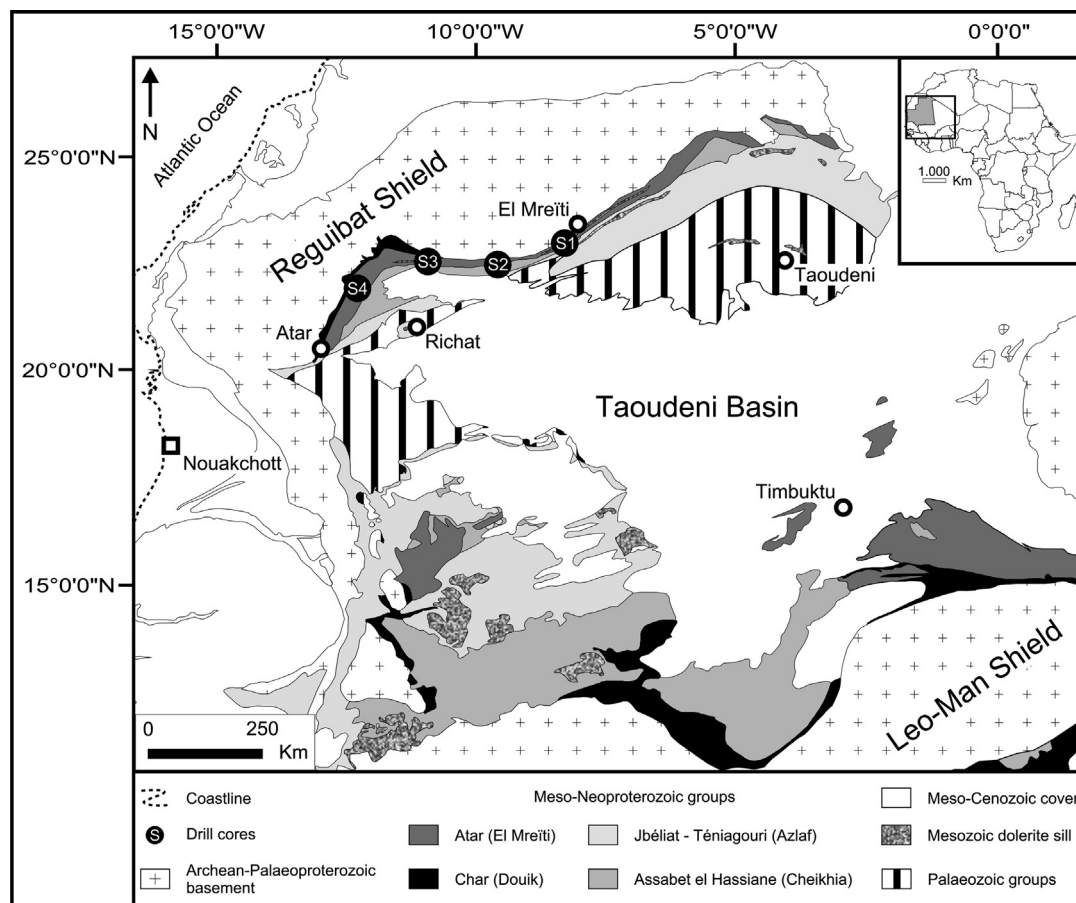 15°0'0"W 10°0'0"W 5°0'0"W 0°0'0"
25°0'0"N
20°0'0"N
15°0'0"N
N
Atlantic Ocean
Reguibat Shield
El Mreïti
S1
S2
S3
S4
Atar
Richat
Taoudeni
1.000
Km
Taoudeni Basin
Nouakchott
Timbuktu
Leo-Man Shield
0 250
Km
Coastline
Meso-Neoproterozoic groups
Meso-Cenozoic cover
S Drill cores
Atar (El Mreïti)
Jbéliat - Téniagouri (Azlaf)
Mesozoic dolerite sill
Archean-Palaeoproterozoic
basement
Char (Douik)
Assabet el Hassiane (Cheikhia)
Palaeozoic groups